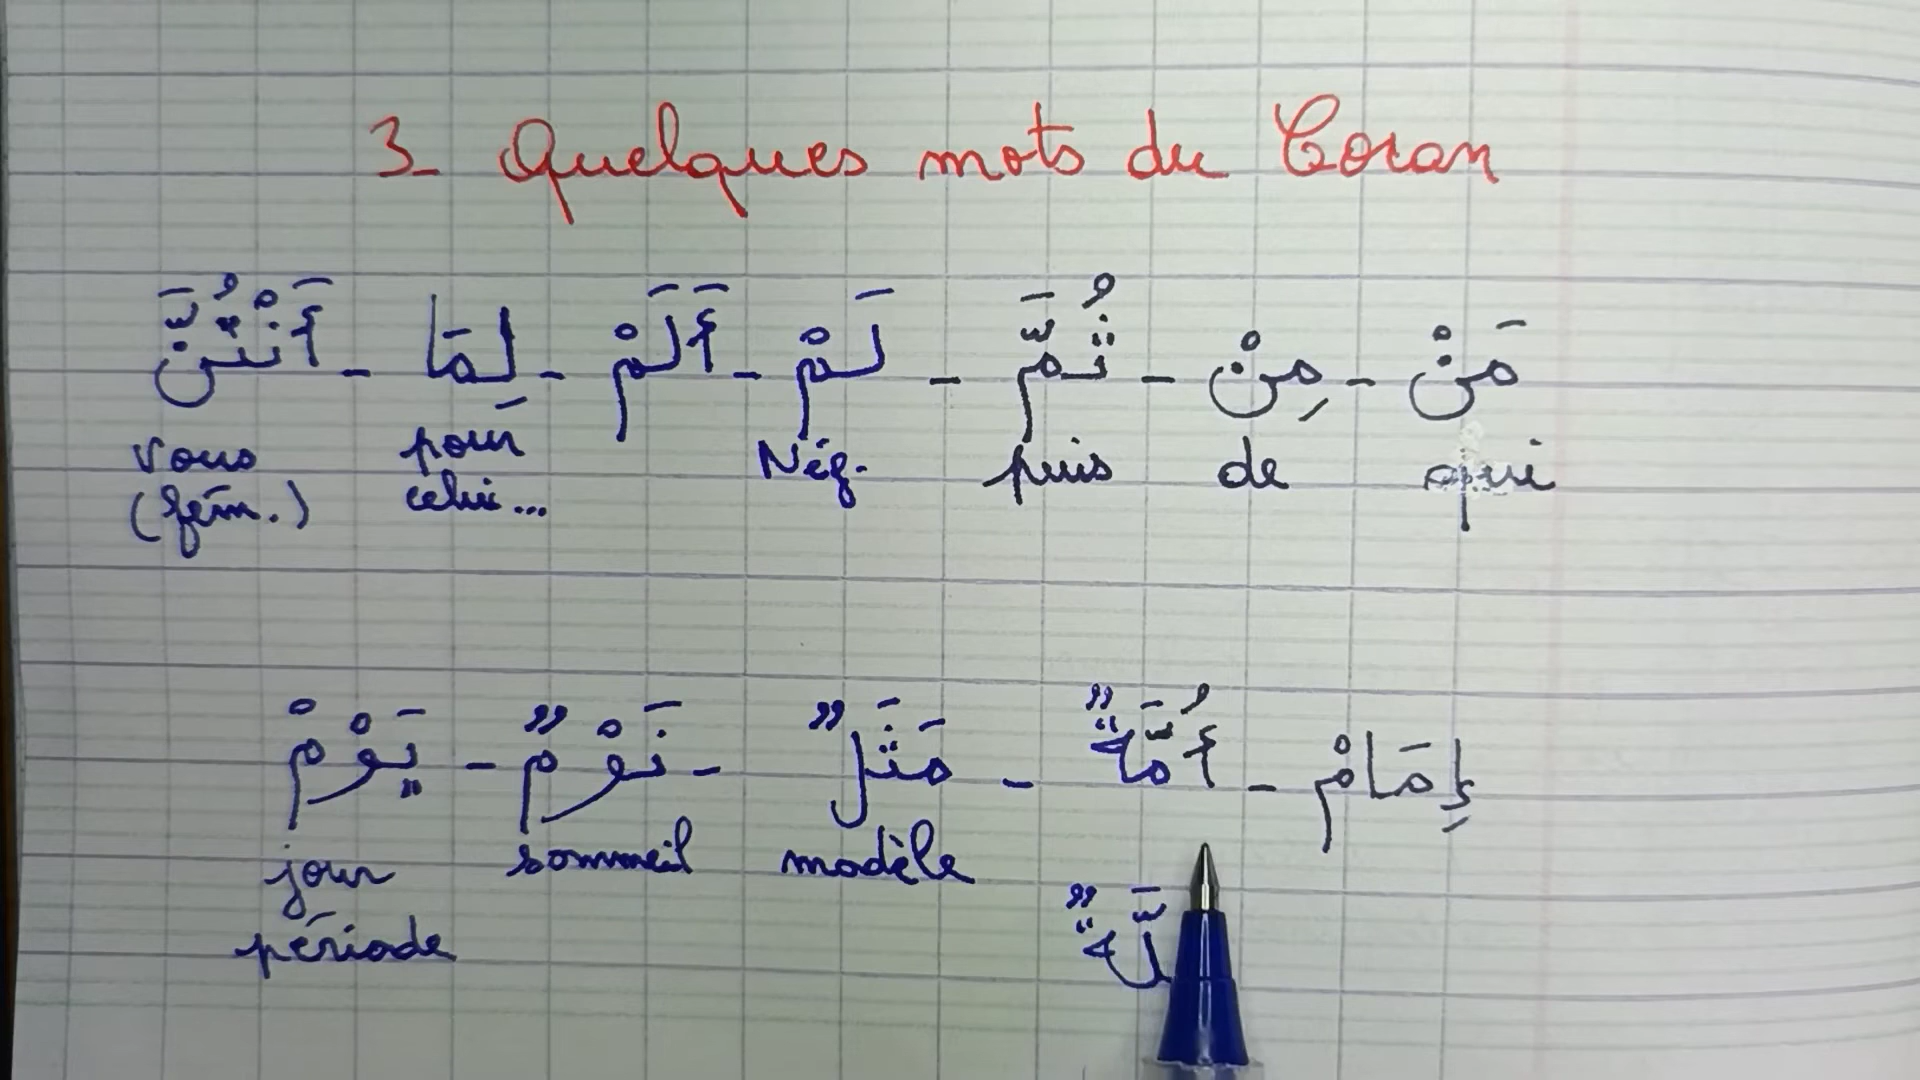 3_ Quelques mots du Coran
مَنْ - مِنْ - ثُمَّ - لَمْ - أَلَمْ - لِمَا - أَنْتُنَّ
qui de puis Nég. pour vous
celui... (fém.)
إِمَامْ - أُمَّةٌ - مَثَلٌ - نَوْمٌ - يَوْمْ
modèle sommeil jour
période